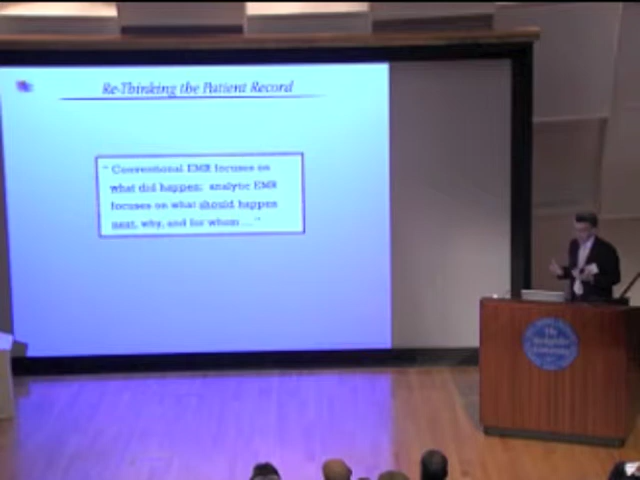 Re-Thinking the Patient Record
"Conventional EMR focuses on
what did happen; analytic EMR
focuses on what should happen
next, why, and for whom ..."
The